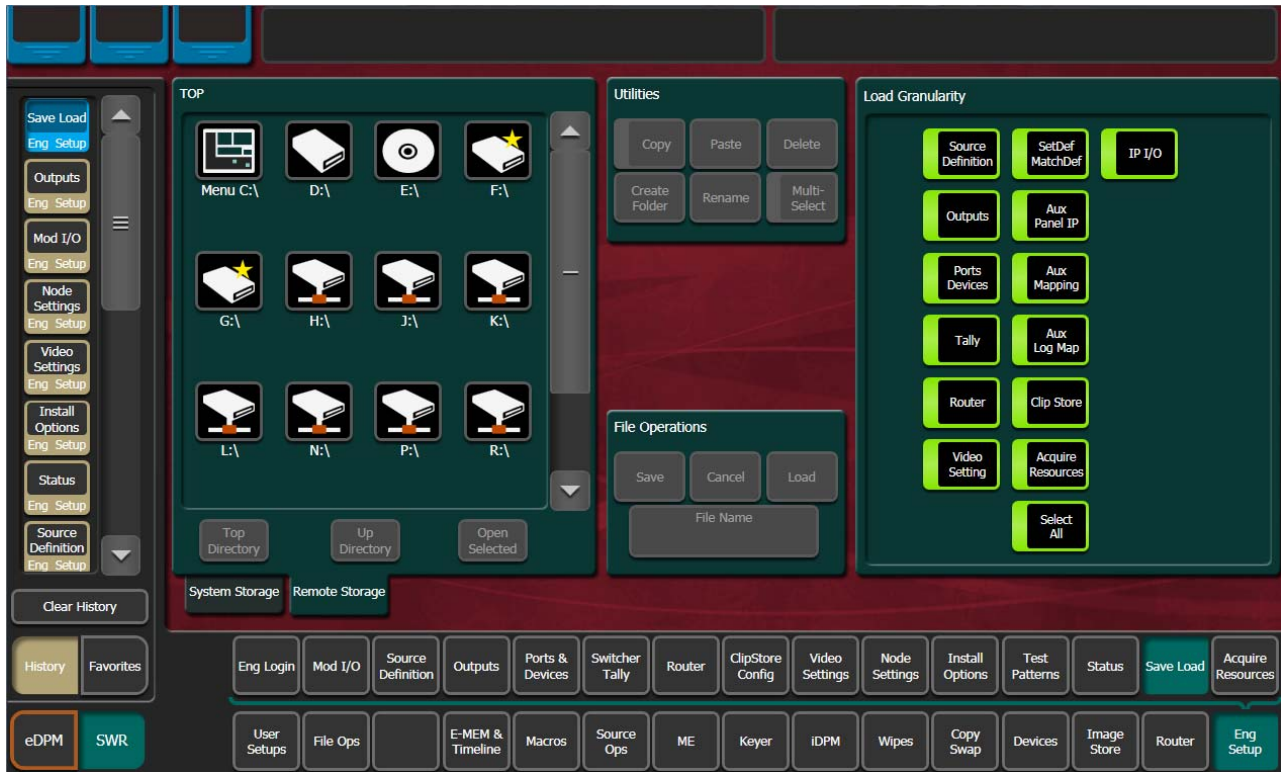 Save Load
Eng Setup
Outputs
Eng Setup
Mod I/O
Eng Setup
Node
Settings
Eng Setup
Video
Settings
Eng Setup
Install
Options
Eng Setup
Status
Eng Setup
Source
Definition
Eng Setup
Clear History
History
Favorites
eDPM
SWR
TOP
Menu C:\
D:\
E:\
F:\
G:\
H:\
J:\
K:\
L:\
N:\
P:\
R:\
Top
Directory
Up
Directory
Open
Selected
System Storage
Remote Storage
Utilities
Copy
Paste
Delete
Create
Folder
Rename
Multi-
Select
File Operations
Save
Cancel
Load
File Name
Load Granularity
Source
Definition
SetDef
MatchDef
IP I/O
Outputs
Aux
Panel IP
Ports
Devices
Aux
Mapping
Tally
Aux
Log Map
Router
Clip Store
Video
Setting
Acquire
Resources
Select
All
Eng Login
Mod I/O
Source
Definition
Outputs
Ports &
Devices
Switcher
Tally
Router
ClipStore
Config
Video
Settings
Node
Settings
Install
Options
Test
Patterns
Status
Save Load
Acquire
Resources
User
Setups
File Ops
E-MEM &
Timeline
Macros
Source
Ops
ME
Keyer
iDPM
Wipes
Copy
Swap
Devices
Image
Store
Router
Eng
Setup